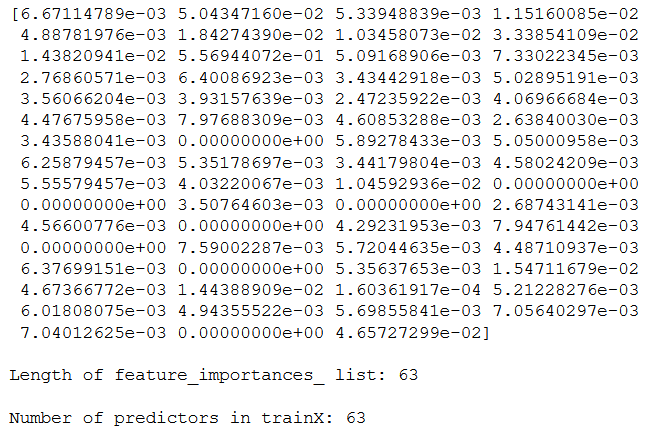 [6.67114789e-03 5.04347160e-02 5.33948839e-03 1.15160085e-02
4.88781976e-03 1.84274390e-02 1.03458073e-02 3.33854109e-02
1.43820941e-02 5.56944072e-01 5.09168906e-03 7.33022345e-03
2.76860571e-03 6.40086923e-03 3.43442918e-03 5.02895191e-03
3.56066204e-03 3.93157639e-03 2.47235922e-03 4.06966684e-03
4.47675958e-03 7.97688309e-03 4.60853288e-03 2.63840030e-03
3.43588041e-03 0.00000000e+00 5.89278433e-03 5.05000958e-03
6.25879457e-03 5.35178697e-03 3.44179804e-03 4.58024209e-03
5.55579457e-03 4.03220067e-03 1.04592936e-02 0.00000000e+00
0.00000000e+00 3.50764603e-03 0.00000000e+00 2.68743141e-03
4.56600776e-03 0.00000000e+00 4.29231953e-03 7.94761442e-03
0.00000000e+00 7.59002287e-03 5.72044635e-03 4.48710937e-03
6.37699151e-03 0.00000000e+00 5.35637653e-03 1.54711679e-02
4.67366772e-03 1.44388909e-02 1.60361917e-04 5.21228276e-03
6.01808075e-03 4.94355522e-03 5.69855841e-03 7.05640297e-03
7.04012625e-03 0.00000000e+00 4.65727299e-02]
Length of feature_importances_ list: 63
Number of predictors in trainX: 63